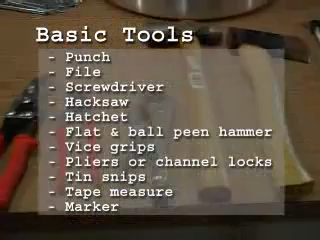 Basic Tools
- Punch
- File
- Screwdriver
- Hacksaw
- Hatchet
- Flat & ball peen hammer
- Vice grips
- Pliers or channel locks
- Tin snips
- Tape measure
- Marker